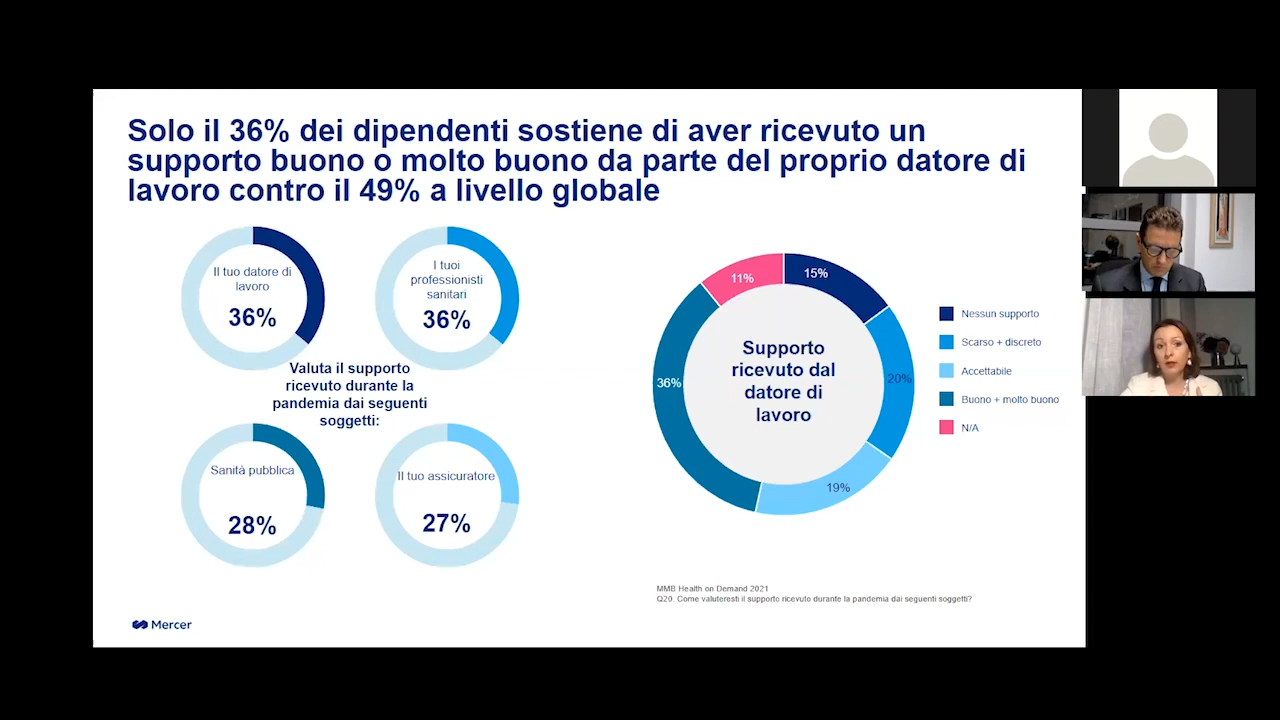 Solo il 36% dei dipendenti sostiene di aver ricevuto un
supporto buono o molto buono da parte del proprio datore di
lavoro contro il 49% a livello globale
Il tuo datore di
lavoro
36%
I tuoi
professionisti
sanitari
36%
Valuta il supporto
ricevuto durante la
pandemia dai seguenti
soggetti:
Sanità pubblica
28%
Il tuo assicuratore
27%
11%
15%
36%
20%
19%
Supporto
ricevuto dal
datore di
lavoro
Nessun supporto
Scarso + discreto
Accettabile
Buono + molto buono
N/A
MMB Health on Demand 2021
Q20. Come valuteresti il supporto ricevuto durante la pandemia dai seguenti soggetti?
Mercer